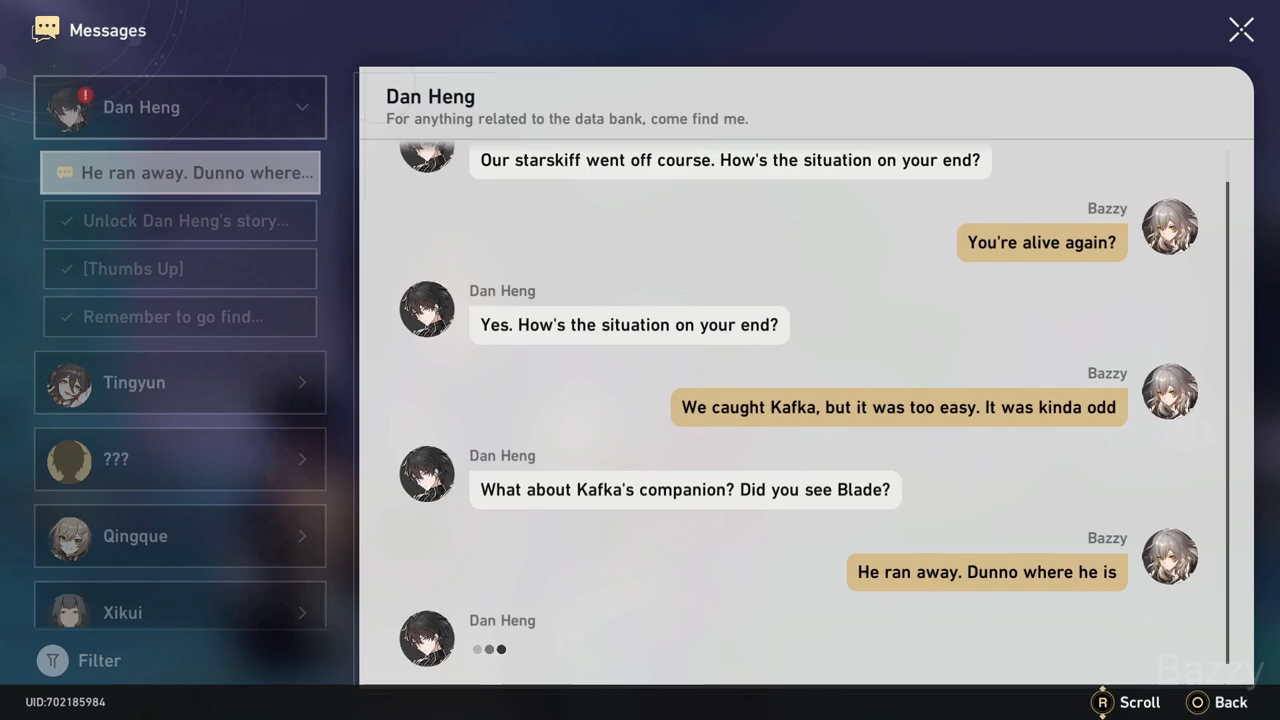 Messages
Dan Heng
He ran away. Dunno where...
Unlock Dan Heng's story...
[Thumbs Up]
Remember to go find...
Tingyun
???
Qingque
Xikui
Filter
Dan Heng
For anything related to the data bank, come find me.
Our starskiff went off course. How's the situation on your end?
Bazzy
You're alive again?
Dan Heng
Yes. How's the situation on your end?
Bazzy
We caught Kafka, but it was too easy. It was kinda odd
Dan Heng
What about Kafka's companion? Did you see Blade?
Bazzy
He ran away. Dunno where he is
Dan Heng
Bazzy
UID:702185984
R Scroll
Back